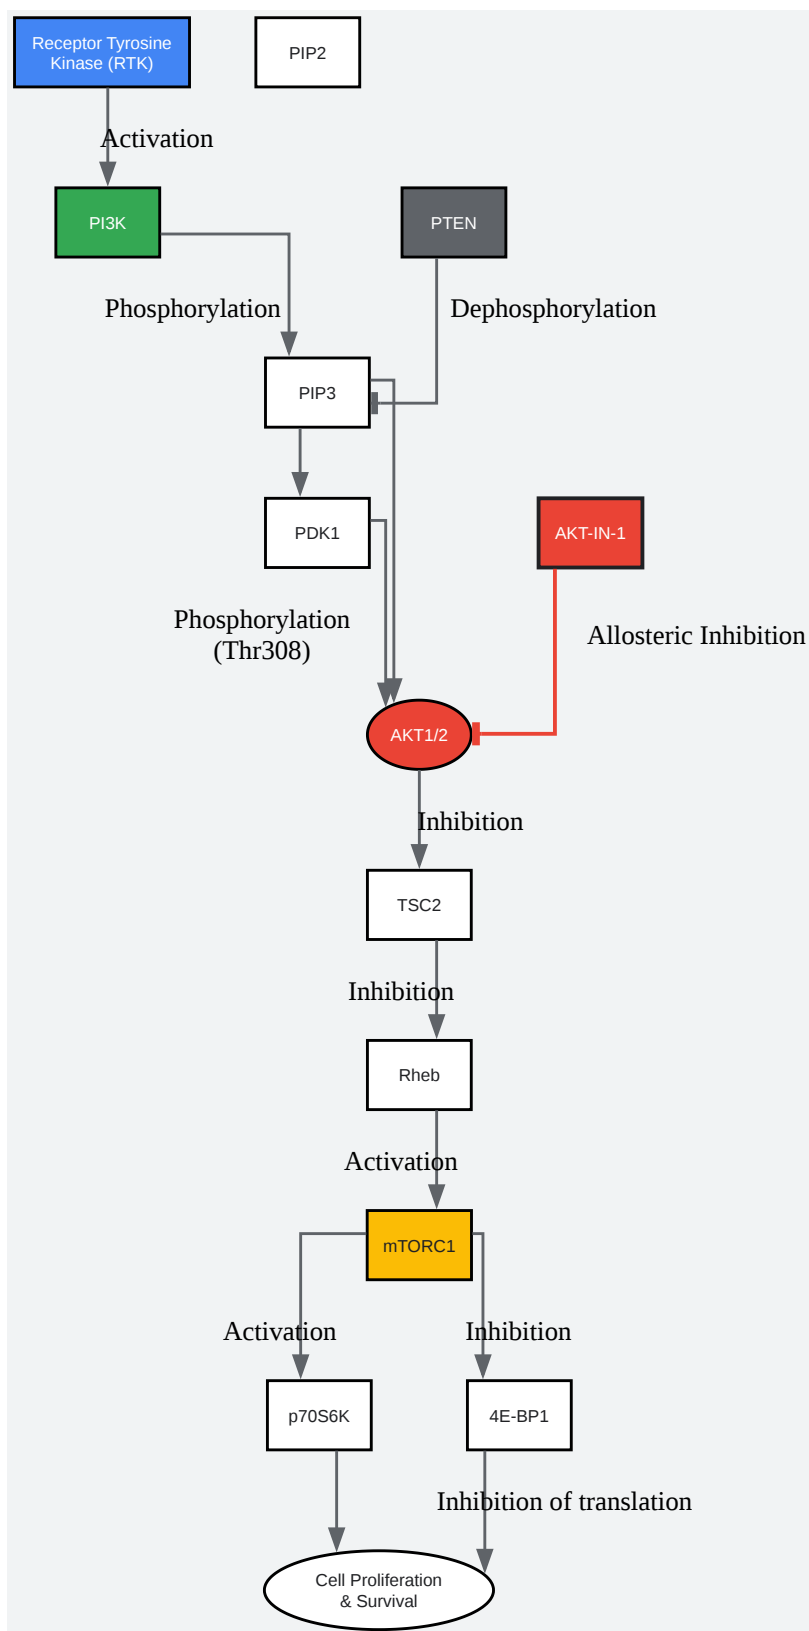 Receptor Tyrosine
Kinase (RTK)
PIP2
Activation
PI3K
PTEN
Phosphorylation
Dephosphorylation
PIP3
PDK1
AKT-IN-1
Phosphorylation
(Thr308)
Allosteric Inhibition
AKT1/2
Inhibition
TSC2
Inhibition
Rheb
Activation
mTORC1
Activation
Inhibition
p70S6K
4E-BP1
Inhibition of translation
Cell Proliferation
& Survival